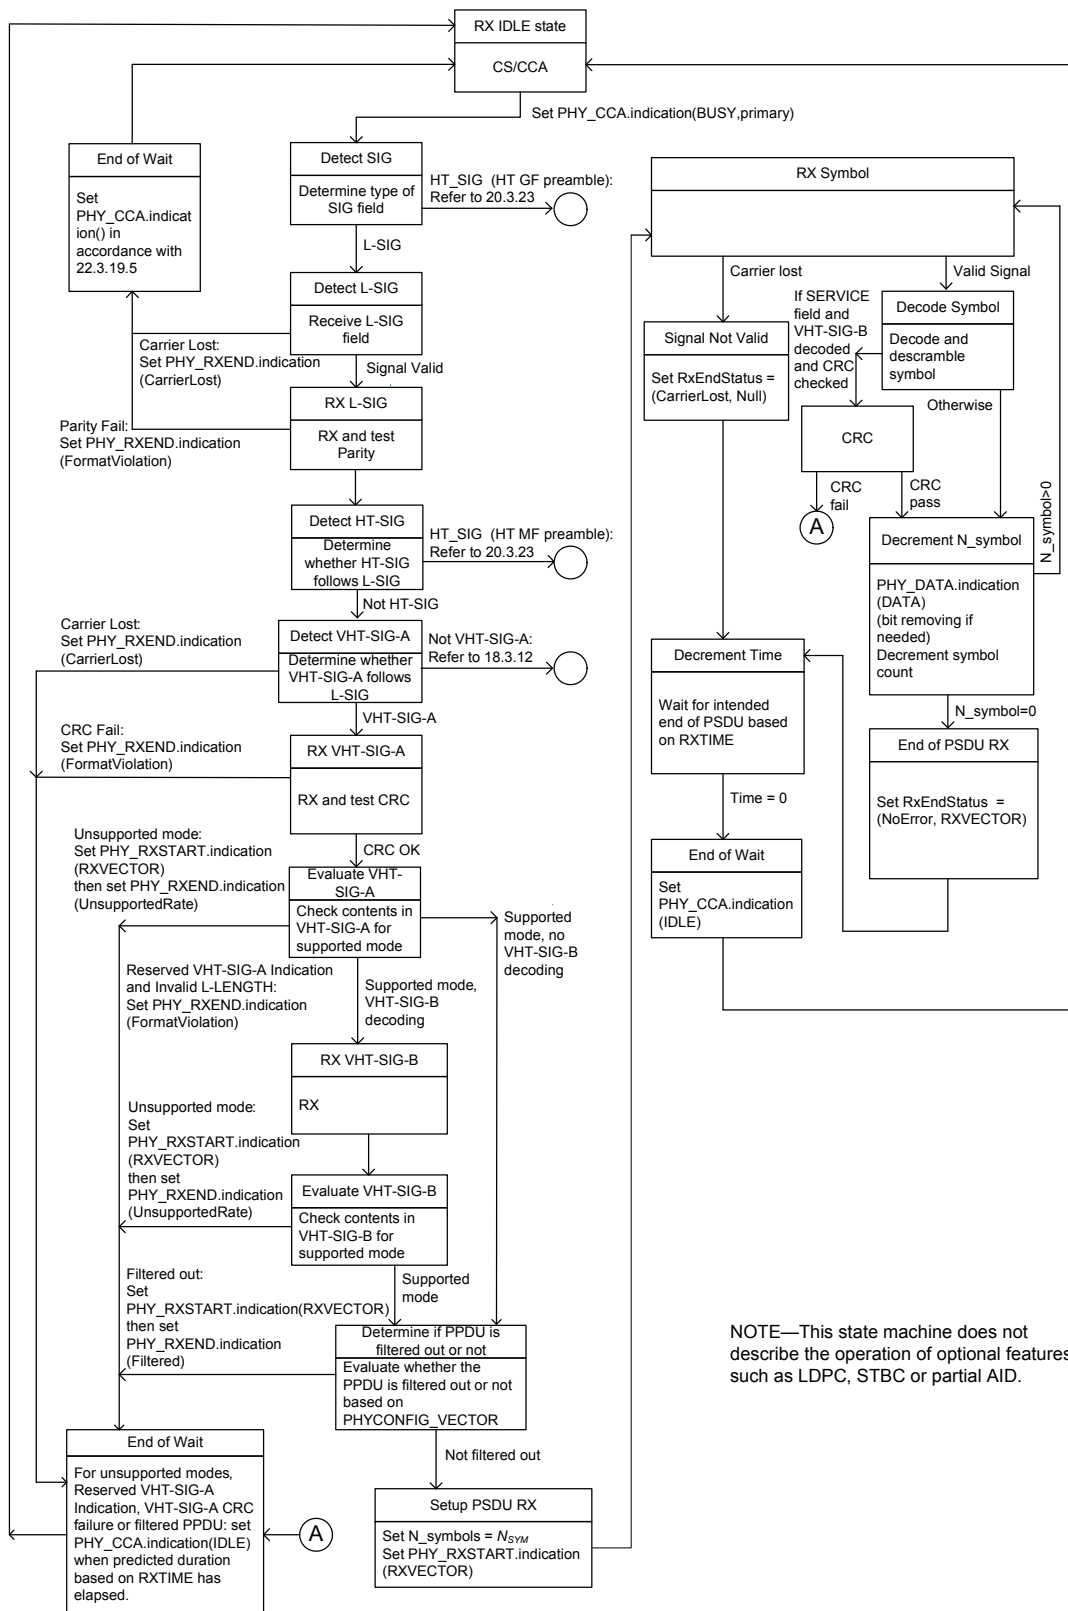 RX IDLE state
CS/CCA
Set PHY_CCA.indication(BUSY,primary)
End of Wait
Set
PHY_CCA.indicat
ion() in
accordance with
22.3.19.5
Detect SIG
Determine type of
SIG field
HT_SIG (HT GF preamble):
Refer to 20.3.23
L-SIG
Detect L-SIG
Receive L-SIG
field
Carrier Lost:
Set PHY_RXEND.indication
(CarrierLost)
Signal Valid
RX L-SIG
RX and test
Parity
Parity Fail:
Set PHY_RXEND.indication
(FormatViolation)
Detect HT-SIG
Determine
whether HT-SIG
follows L-SIG
HT_SIG (HT MF preamble):
Refer to 20.3.23
Not HT-SIG
Carrier Lost:
Set PHY_RXEND.indication
(CarrierLost)
Detect VHT-SIG-A
Determine whether
VHT-SIG-A follows
L-SIG
Not VHT-SIG-A:
Refer to 18.3.12
VHT-SIG-A
CRC Fail:
Set PHY_RXEND.indication
(FormatViolation)
RX VHT-SIG-A
RX and test CRC
CRC OK
Unsupported mode:
Set PHY_RXSTART.indication
(RXVECTOR)
then set PHY_RXEND.indication
(UnsupportedRate)
Evaluate VHT-
SIG-A
Check contents in
VHT-SIG-A for
supported mode
Supported
mode, no
VHT-SIG-B
decoding
Reserved VHT-SIG-A Indication
and Invalid L-LENGTH:
Set PHY_RXEND.indication
(FormatViolation)
Supported mode,
VHT-SIG-B
decoding
RX VHT-SIG-B
RX
Unsupported mode:
Set
PHY_RXSTART.indication
(RXVECTOR)
then set
PHY_RXEND.indication
(UnsupportedRate)
Evaluate VHT-SIG-B
Check contents in
VHT-SIG-B for
supported mode
Supported
mode
Filtered out:
Set
PHY_RXSTART.indication(RXVECTOR)
then set
PHY_RXEND.indication
(Filtered)
Determine if PPDU is
filtered out or not
Evaluate whether the
PPDU is filtered out or not
based on
PHYCONFIG_VECTOR
Not filtered out
End of Wait
For unsupported modes,
Reserved VHT-SIG-A
Indication, VHT-SIG-A CRC
failure or filtered PPDU: set
PHY_CCA.indication(IDLE)
when predicted duration
based on RXTIME has
elapsed.
A
Setup PSDU RX
Set N_symbols = N_SYM
Set PHY_RXSTART.indication
(RXVECTOR)
RX Symbol
Carrier lost
Valid Signal
Signal Not Valid
Set RxEndStatus =
(CarrierLost, Null)
If SERVICE
field and
VHT-SIG-B
decoded
and CRC
checked
Decode Symbol
Decode and
descramble
symbol
Otherwise
CRC
CRC
fail
CRC
pass
A
N_symbol>0
Decrement N_symbol
PHY_DATA.indication
(DATA)
(bit removing if
needed)
Decrement symbol
count
N_symbol=0
Decrement Time
Wait for intended
end of PSDU based
on RXTIME
End of PSDU RX
Set RxEndStatus =
(NoError, RXVECTOR)
Time = 0
End of Wait
Set
PHY_CCA.indication
(IDLE)
NOTE—This state machine does not
describe the operation of optional features
such as LDPC, STBC or partial AID.